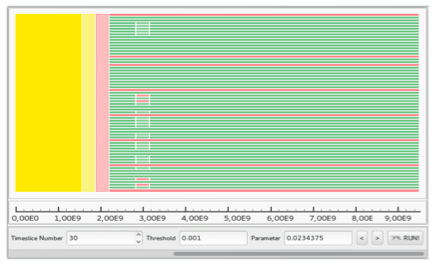 0,00E0 1,00E9 2,00E9 3,00E9 4,00E9 5,00E9 6,00E9 7,00E9 8,00E 9,00E9
Timeslice Number 30 Threshold 0.001 Parameter 0.0234375 < > RUN!